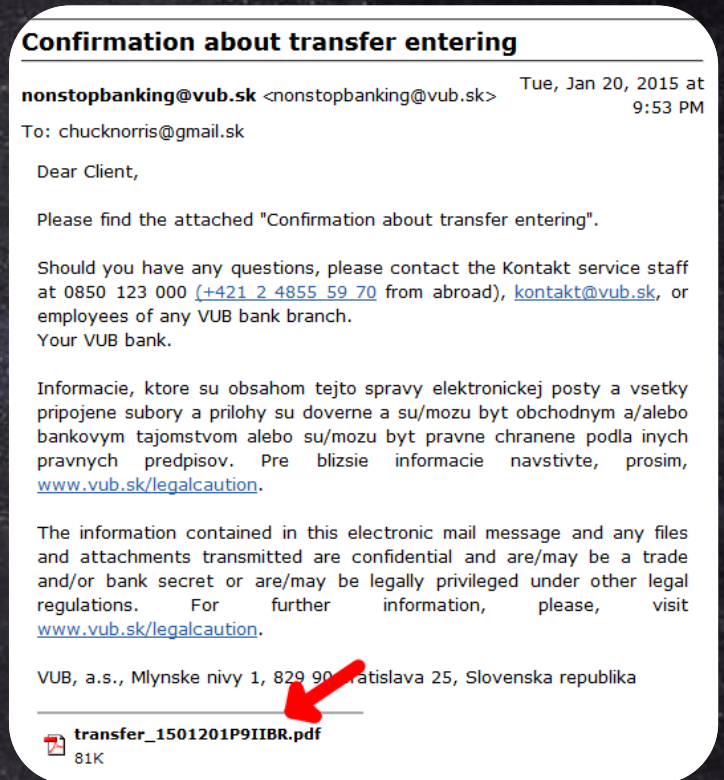 Confirmation about transfer entering
nonstopbanking@vub.sk <nonstopbanking@vub.sk> Tue, Jan 20, 2015 at
9:53 PM
To: chucknorris@gmail.sk
Dear Client,
Please find the attached "Confirmation about transfer entering".
Should you have any questions, please contact the Kontakt service staff
at 0850 123 000 (+421 2 4855 59 70 from abroad), kontakt@vub.sk, or
employees of any VUB bank branch.
Your VUB bank.
Informacie, ktore su obsahom tejto spravy elektronickej posty a vsetky
pripojene subory a prilohy su doverne a su/mozu byt obchodnym a/alebo
bankovym tajomstvom alebo su/mozu byt pravne chranene podla inych
pravnych predpisov. Pre blizsie informacie navstivte, prosim,
www.vub.sk/legalcaution.
The information contained in this electronic mail message and any files
and attachments transmitted are confidential and are/may be a trade
and/or bank secret or are/may be legally privileged under other legal
regulations. For further information, please, visit
www.vub.sk/legalcaution.
VUB, a.s., Mlynske nivy 1, 829 90 ratislava 25, Slovenska republika
transfer_1501201P9IIBR.pdf
81K